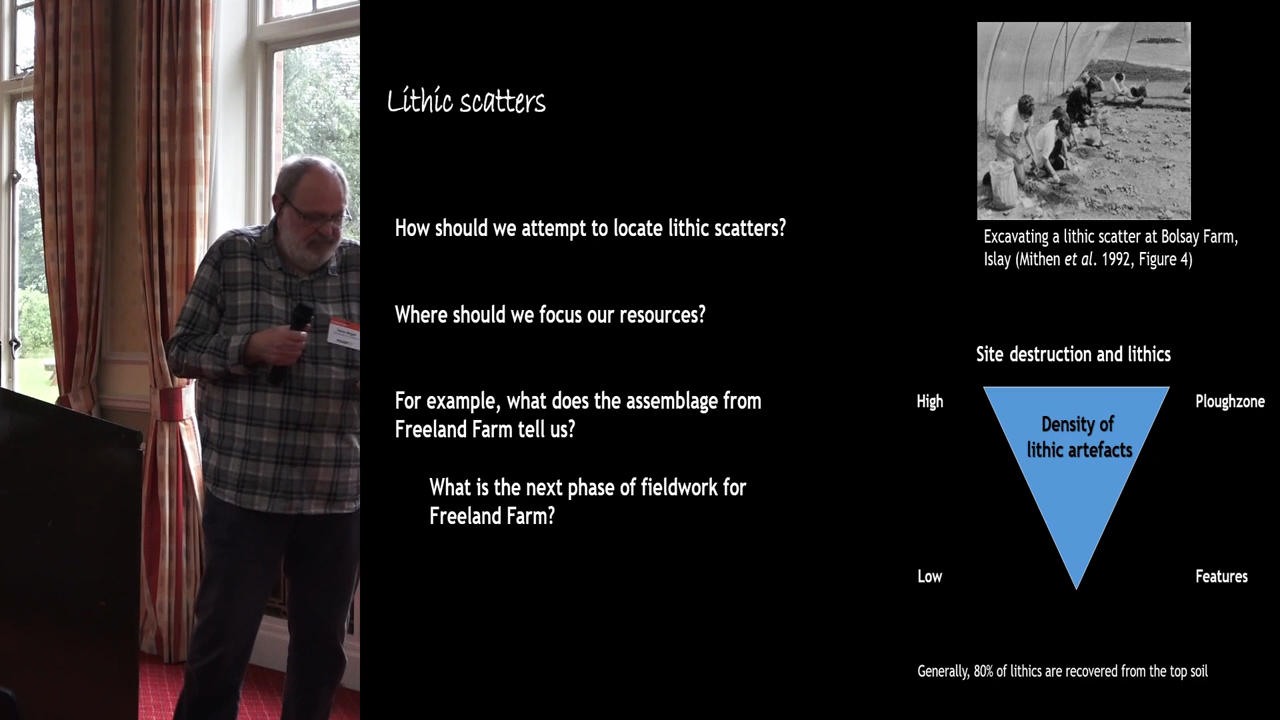 Lithic scatters
How should we attempt to locate lithic scatters?
Where should we focus our resources?
For example, what does the assemblage from
Freeland Farm tell us?
What is the next phase of fieldwork for
Freeland Farm?
Excavating a lithic scatter at Bolsay Farm,
Islay (Mithen et al. 1992, Figure 4)
Site destruction and lithics
High
Ploughzone
Density of
lithic artefacts
Low
Features
Generally, 80% of lithics are recovered from the top soil